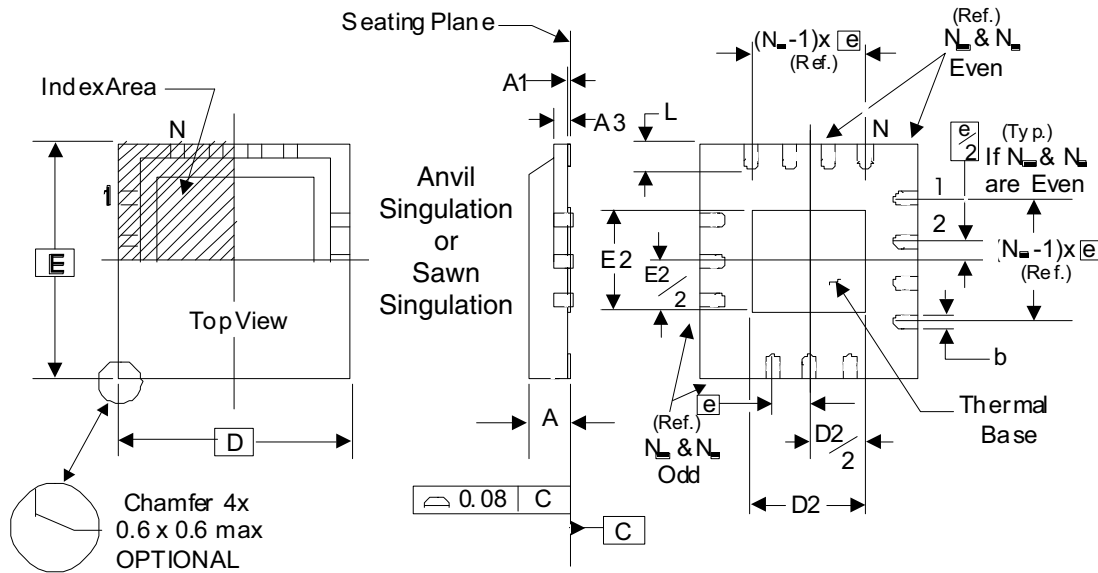 Seating Plane
(Ref.)
(N -1)x e
(Ref.)
N & N
Even
A1
IndexArea
A3
L
N
N
e/2
(Typ.)
If N & N
are Even
1
1
2
Anvil
Singulation
or
Sawn
Singulation
E
E2
E2/2
(N -1)x e
(Ref.)
TopView
b
e
A
Thermal
Base
(Ref.)
N & N
Odd
D2/2
D
Chamfer 4x
0.6 x 0.6 max
OPTIONAL
0.08 C
D2
C